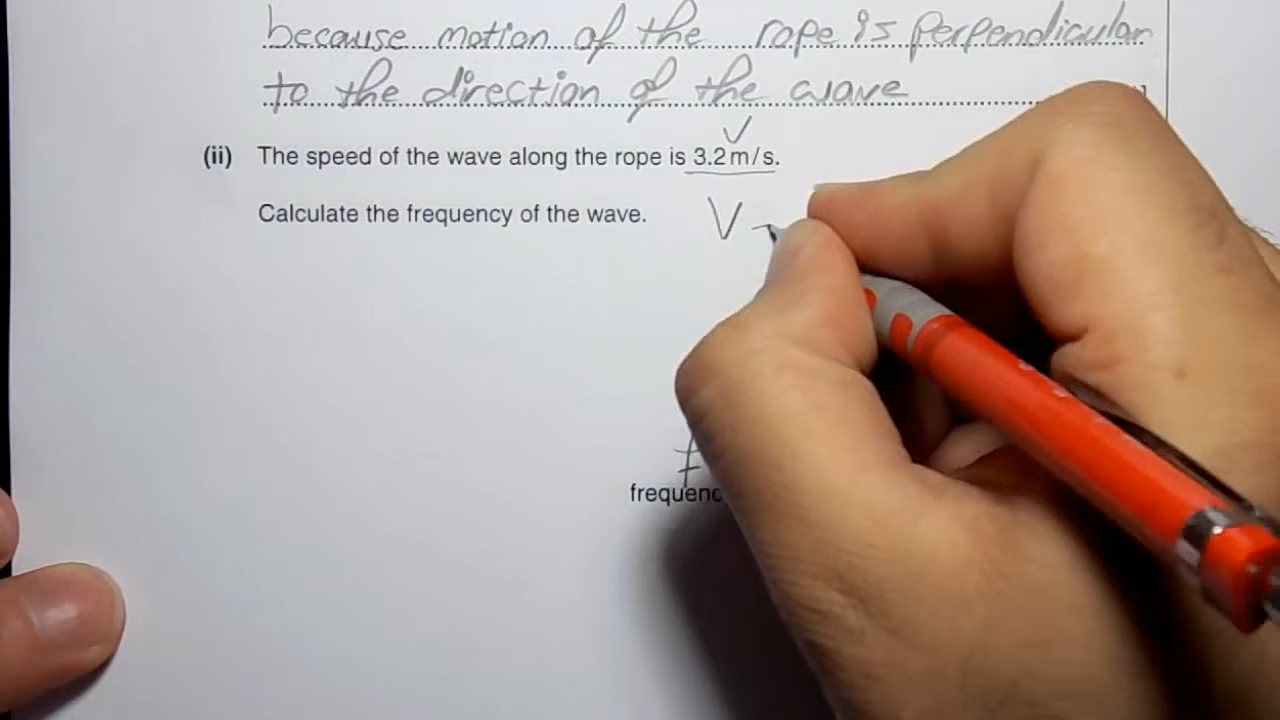 because motion of the rope is perpendicular
to the direction of the wave
V
(ii) The speed of the wave along the rope is 3.2 m/s.
Calculate the frequency of the wave. V
f
frequenc